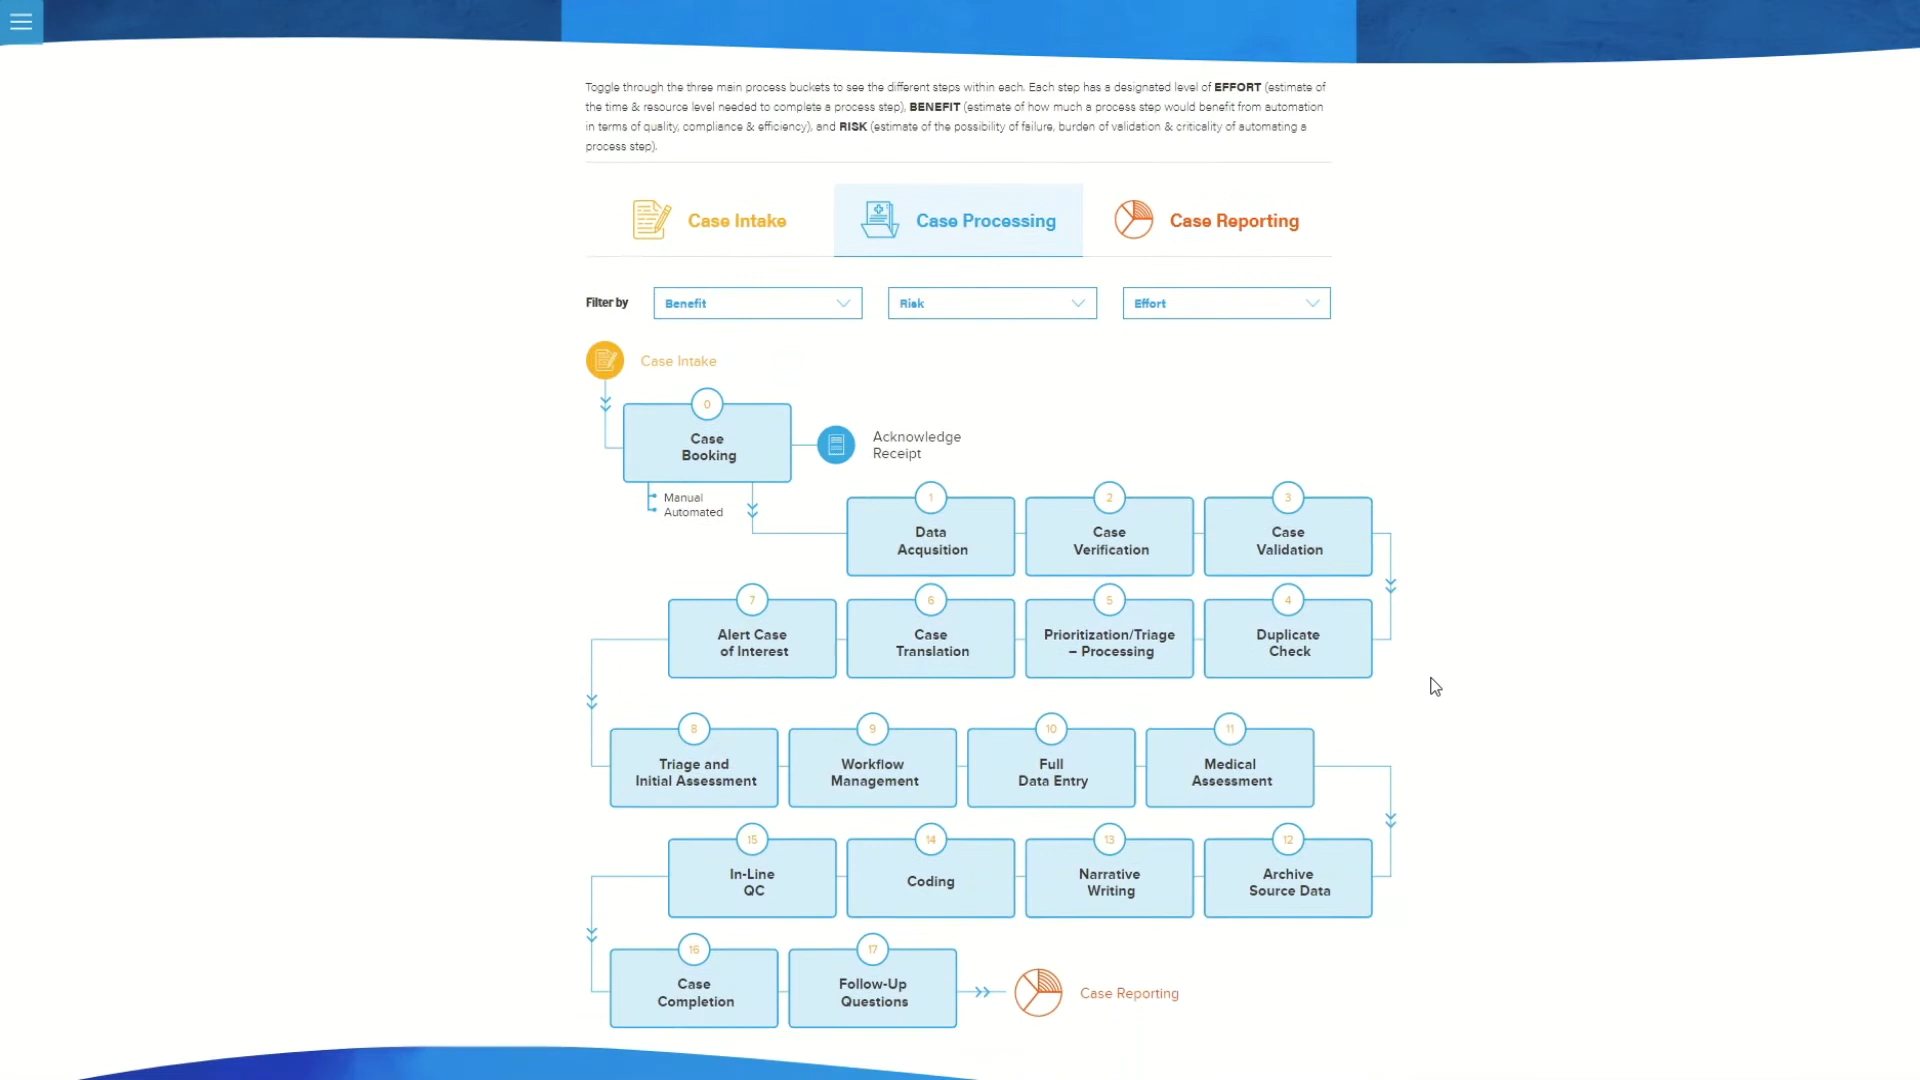 Toggle through the three main process buckets to see the different steps within each. Each step has a designated level of EFFORT (estimate of
the time & resource level needed to complete a process step), BENEFIT (estimate of how much a process step would benefit from automation
in terms of quality, compliance & efficiency), and RISK (estimate of the possibility of failure, burden of validation & criticality of automating a
process step).
Case Intake
Case Processing
Case Reporting
Filter by
Benefit
Risk
Effort
Case Intake
0
Case
Booking
Acknowledge
Receipt
Manual
Automated
1
Data
Acqusition
2
Case
Verification
3
Case
Validation
7
Alert Case
of Interest
6
Case
Translation
5
Prioritization/Triage
– Processing
4
Duplicate
Check
8
Triage and
Initial Assessment
9
Workflow
Management
10
Full
Data Entry
11
Medical
Assessment
15
In-Line
QC
14
Coding
13
Narrative
Writing
12
Archive
Source Data
16
Case
Completion
17
Follow-Up
Questions
Case Reporting